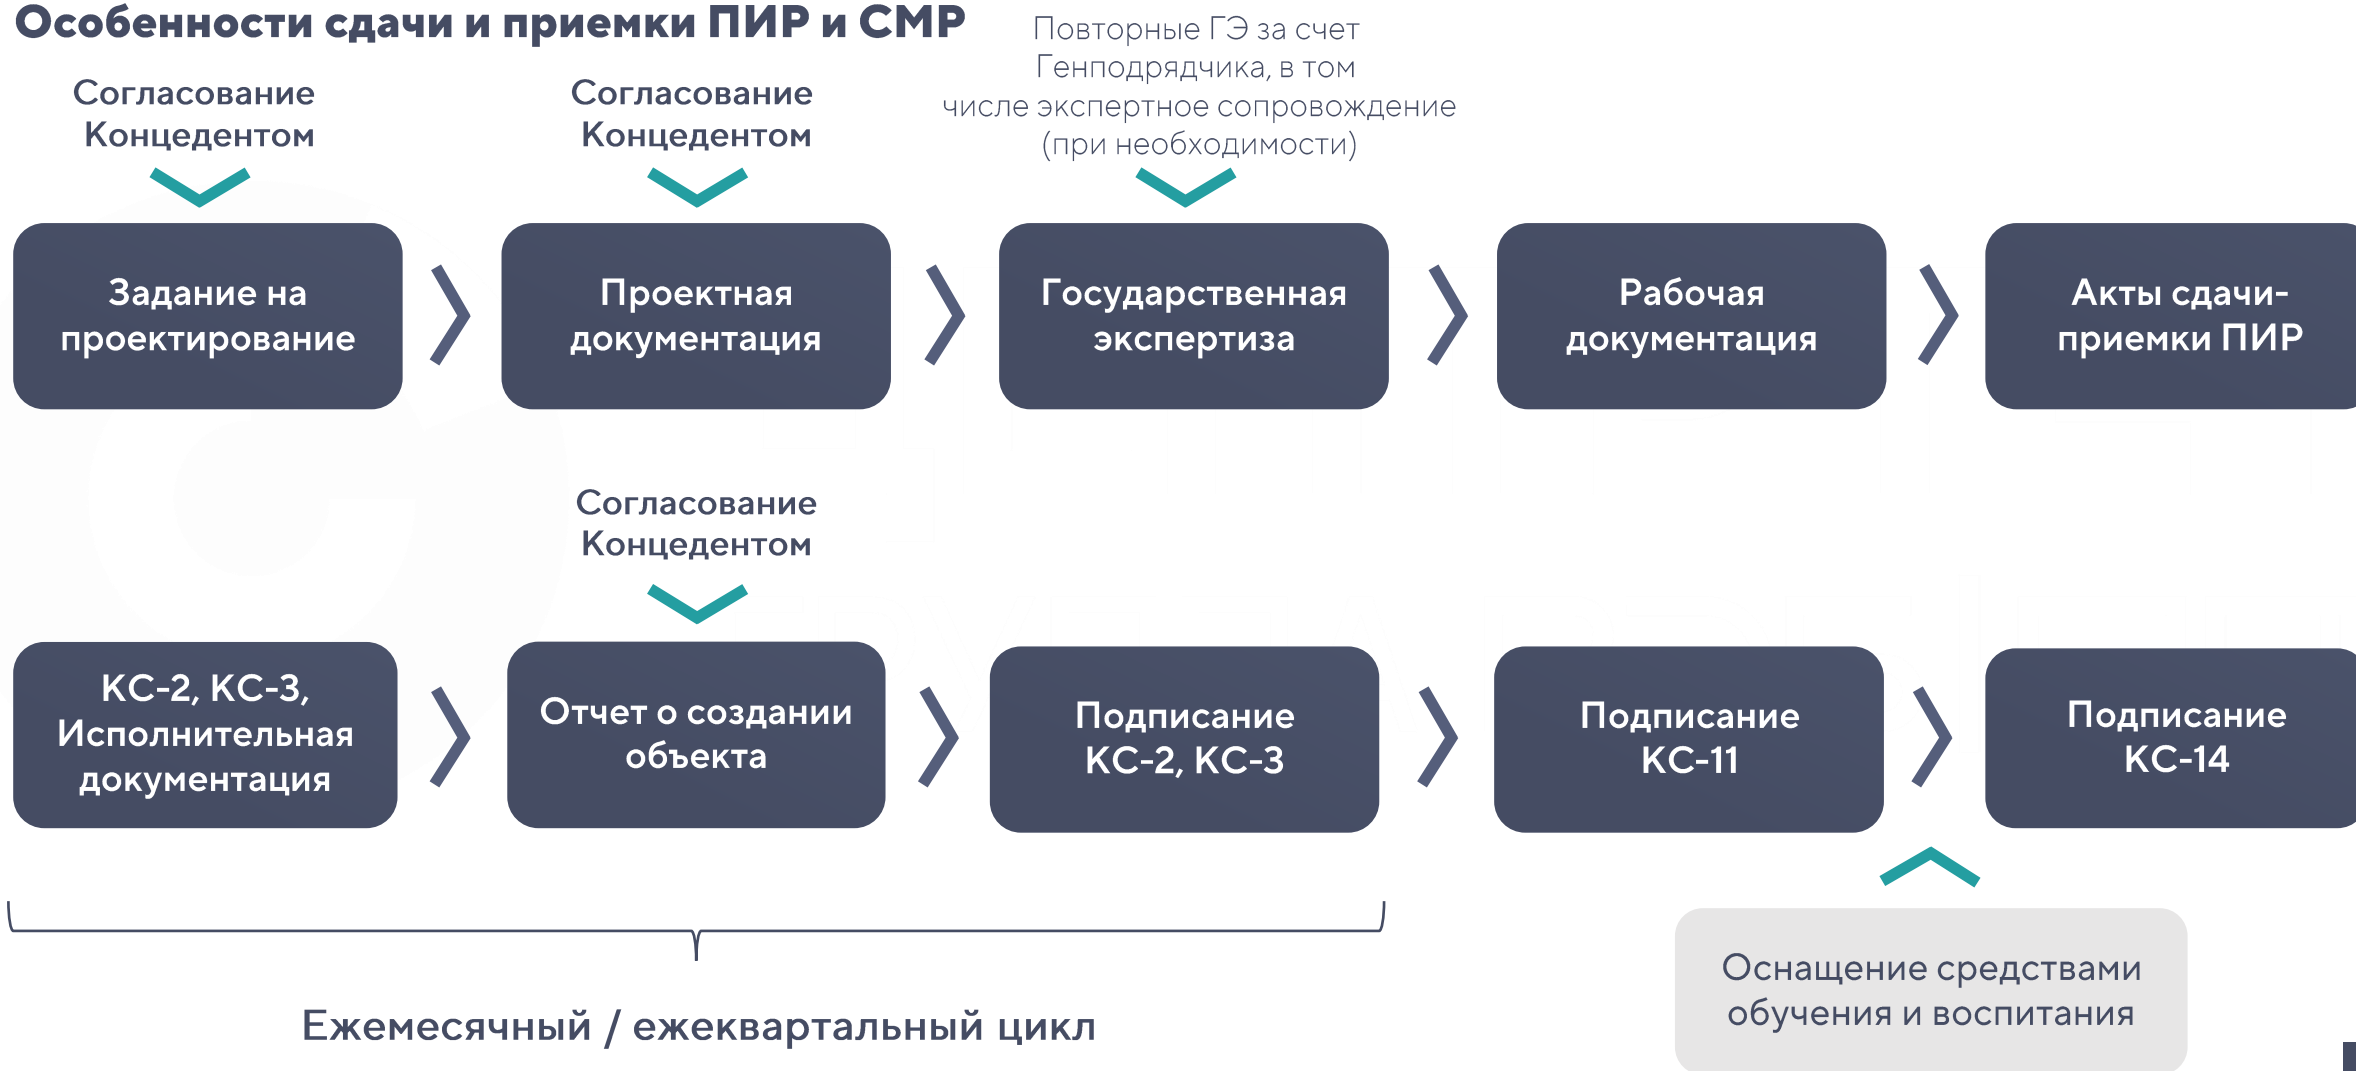 Особенности сдачи и приемки ПИР и СМР
Согласование
Концедентом
Согласование
Концедентом
Повторные ГЭ за счет
Генподрядчика, в том
числе экспертное сопровождение
(при необходимости)
Задание на
проектирование
Проектная
документация
Государственная
экспертиза
Рабочая
документация
Акты сдачи-
приемки ПИР
Согласование
Концедентом
КС-2, КС-3,
Исполнительная
документация
Отчет о создании
объекта
Подписание
КС-2, КС-3
Подписание
КС-11
Подписание
КС-14
Ежемесячный / ежеквартальный цикл
Оснащение средствами
обучения и воспитания